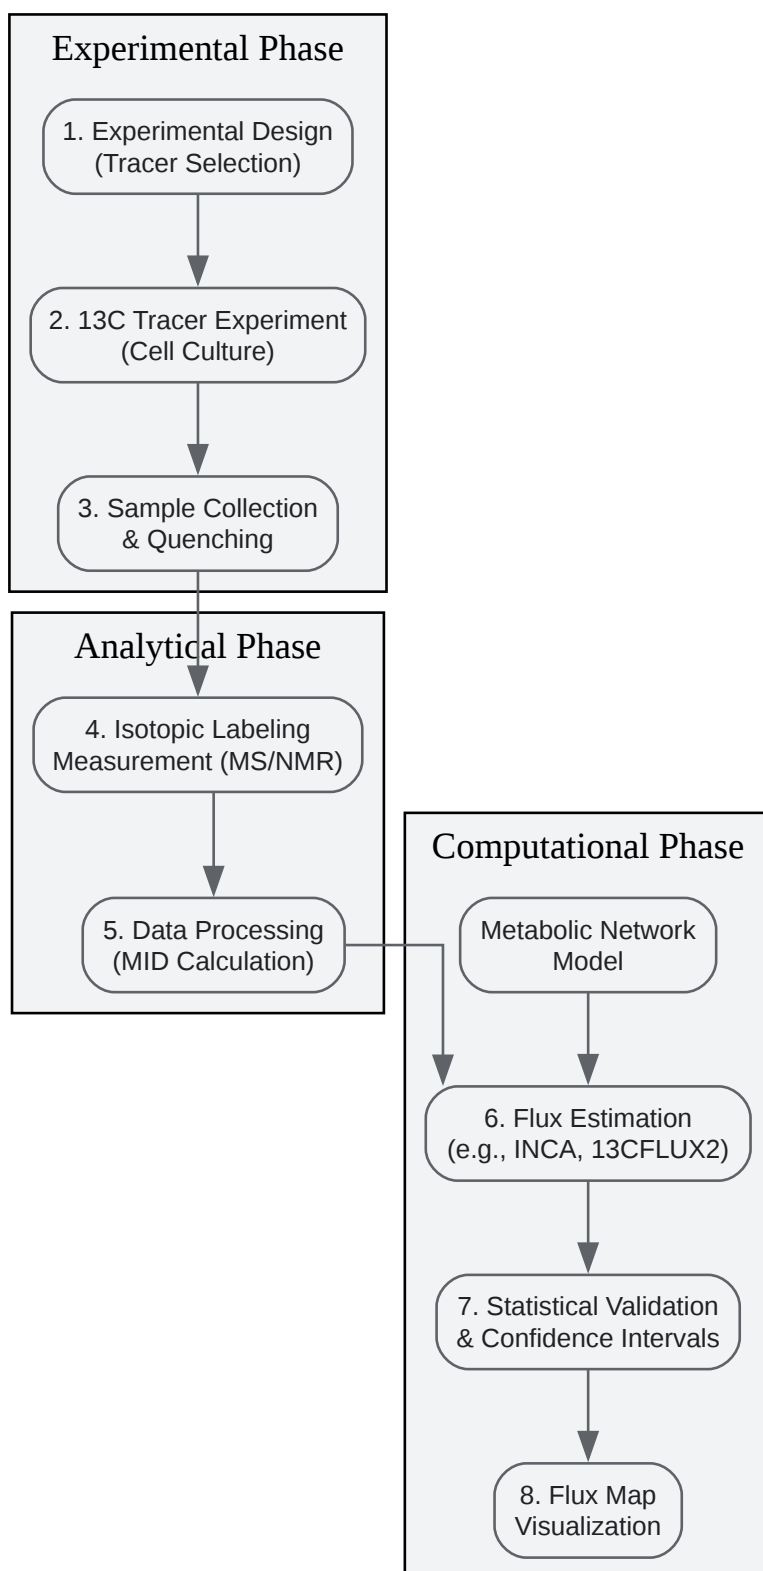 Experimental Phase
1. Experimental Design
(Tracer Selection)
2. 13C Tracer Experiment
(Cell Culture)
3. Sample Collection
& Quenching
Analytical Phase
4. Isotopic Labeling
Measurement (MS/NMR)
5. Data Processing
(MID Calculation)
Computational Phase
Metabolic Network
Model
6. Flux Estimation
(e.g., INCA, 13CFLUX2)
7. Statistical Validation
& Confidence Intervals
8. Flux Map
Visualization